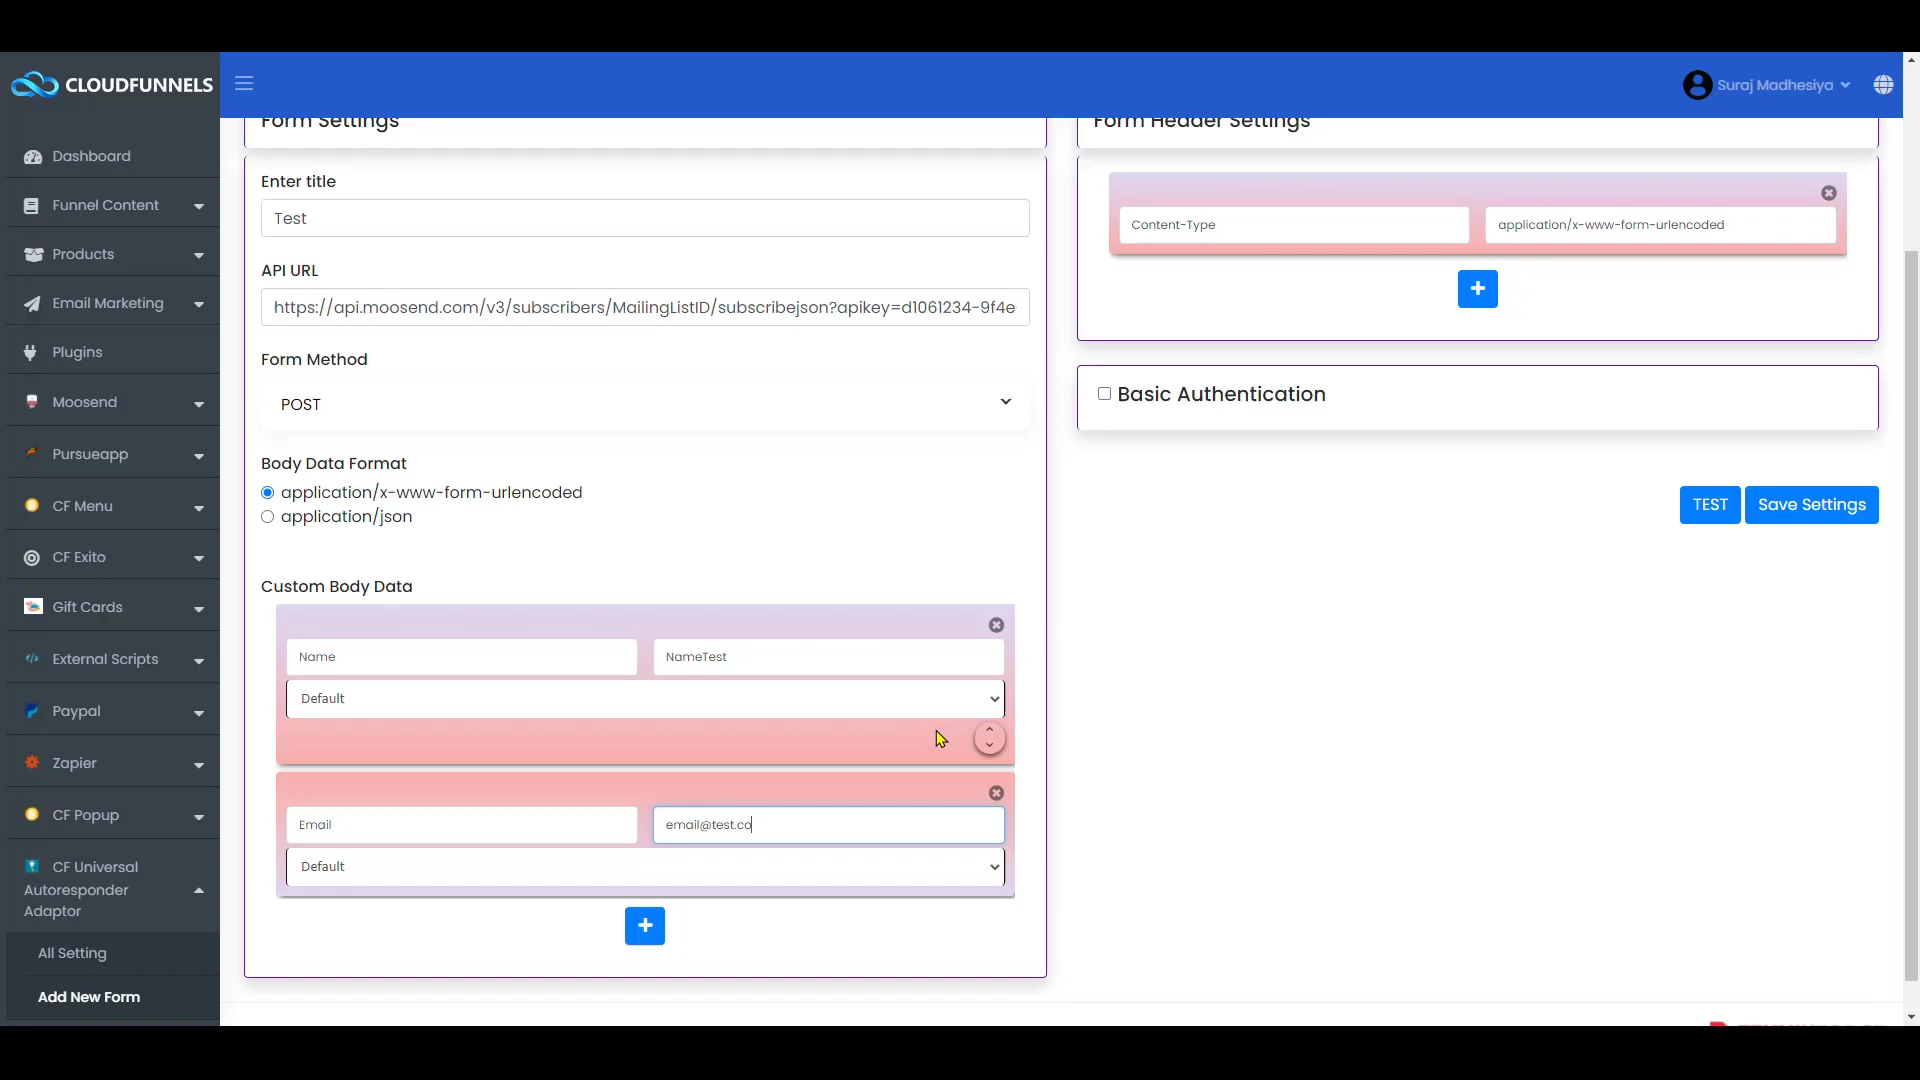 CLOUDFUNNELS
Suraj Madhesiya
Dashboard
Funnel Content
Products
Email Marketing
Plugins
Moosend
Pursueapp
CF Menu
CF Exito
Gift Cards
External Scripts
Paypal
Zapier
CF Popup
CF Universal
Autoresponder
Adaptor
All Setting
Add New Form
Form Settings
Enter title
Test
API URL
https://api.moosend.com/v3/subscribers/MailingListID/subscribejson?apikey=d1061234-9f4e-
Form Method
POST
Body Data Format
application/x-www-form-urlencoded
application/json
Custom Body Data
Name
NameTest
Default
Email
email@test.co
Default
Form Header Settings
Content-Type
application/x-www-form-urlencoded
Basic Authentication
TEST
Save Settings